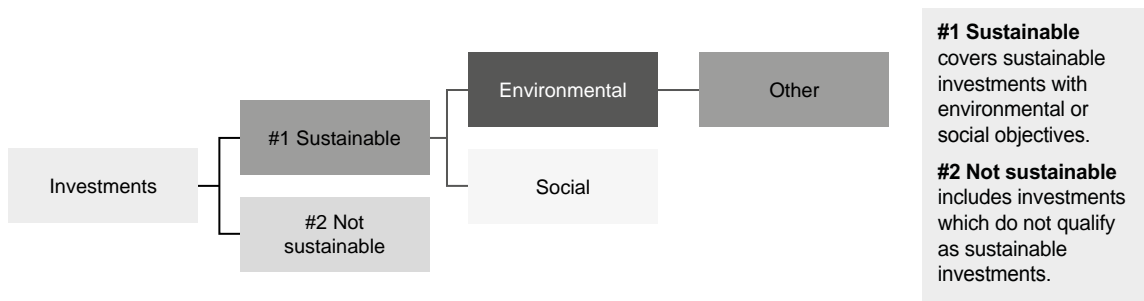 Investments
#1 Sustainable
#2 Not
sustainable
Environmental
Social
Other
#1 Sustainable
covers sustainable
investments with
environmental or
social objectives.
#2 Not sustainable
includes investments
which do not qualify
as sustainable
investments.